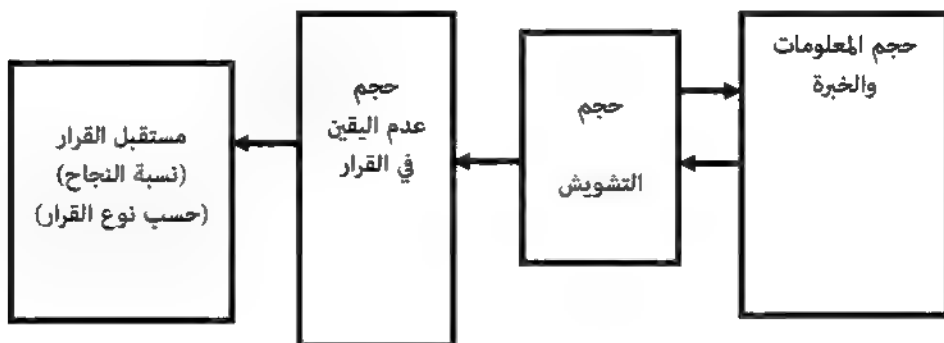 حجم المعلومات
والخبرة
حجم
التشويش
حجم
عدم اليقين
في القرار
مستقبل القرار
(نسبة النجاح)
(حسب نوع القرار)